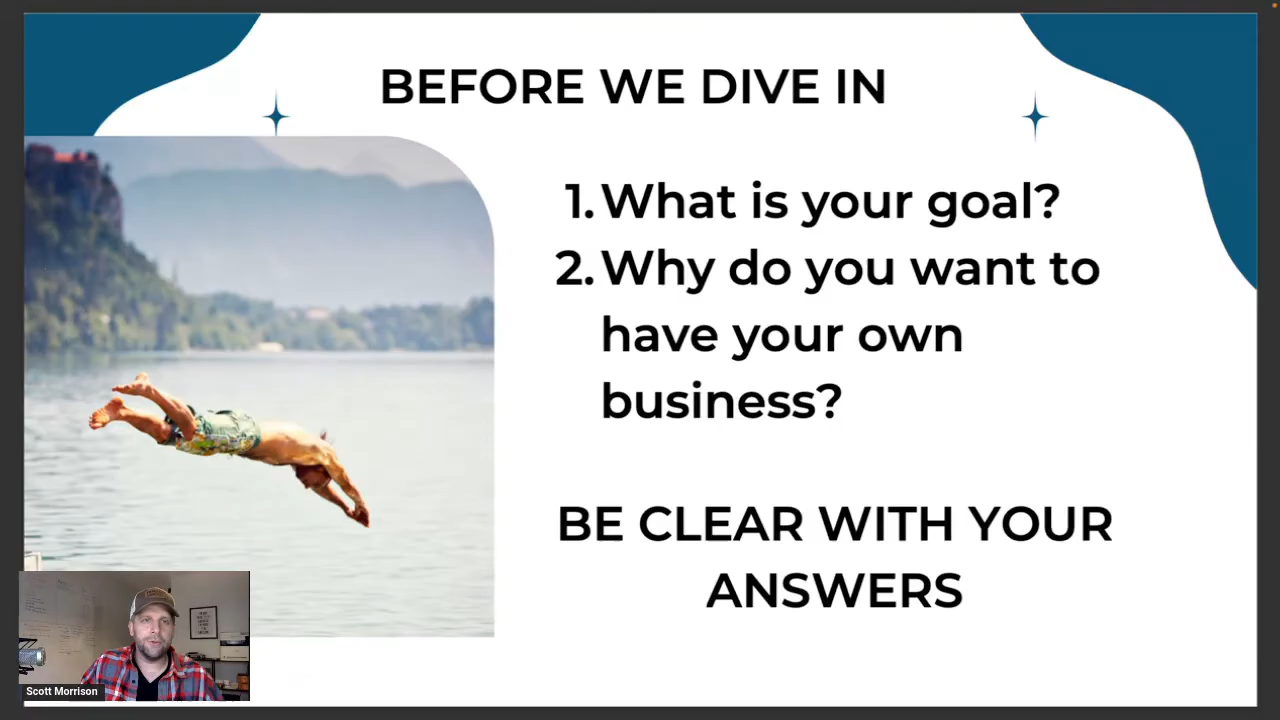 BEFORE WE DIVE IN
1. What is your goal?
2. Why do you want to
have your own
business?
BE CLEAR WITH YOUR
ANSWERS
Scott Morrison